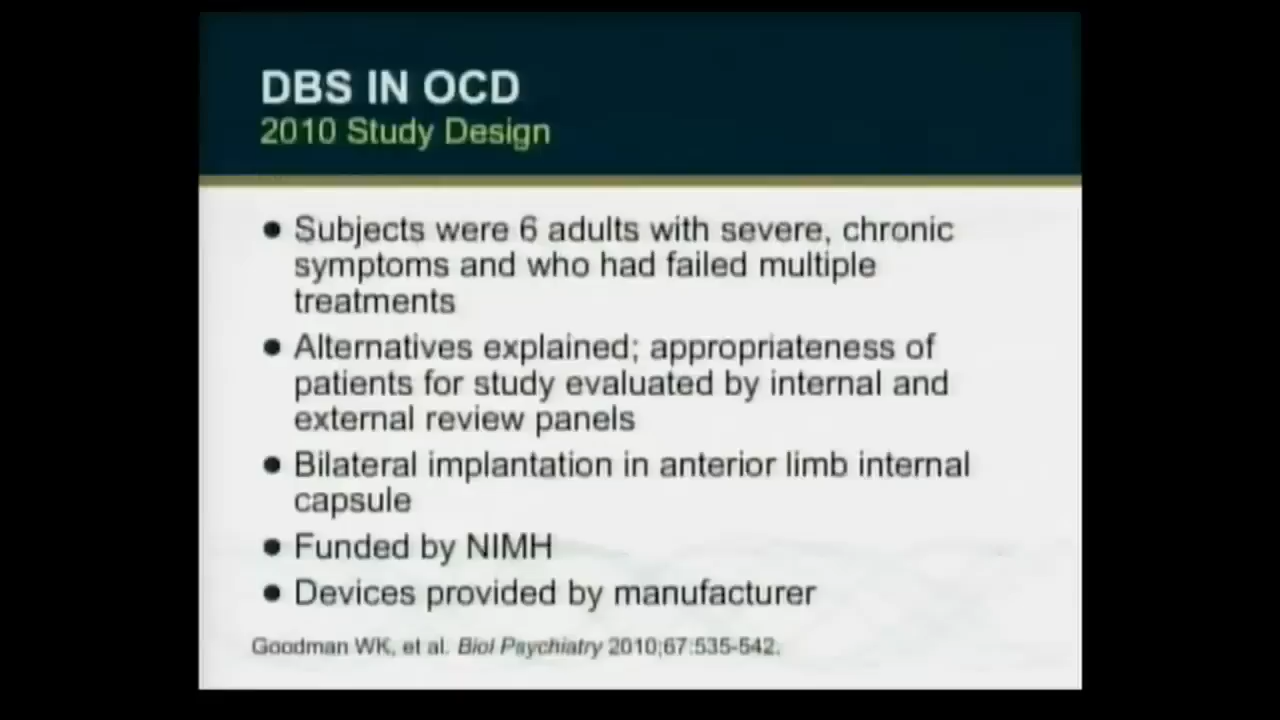 DBS IN OCD
2010 Study Design
● Subjects were 6 adults with severe, chronic
symptoms and who had failed multiple
treatments
● Alternatives explained; appropriateness of
patients for study evaluated by internal and
external review panels
● Bilateral implantation in anterior limb internal
capsule
● Funded by NIMH
● Devices provided by manufacturer
Goodman WK, et al. Biol Psychiatry 2010;67:535-542.